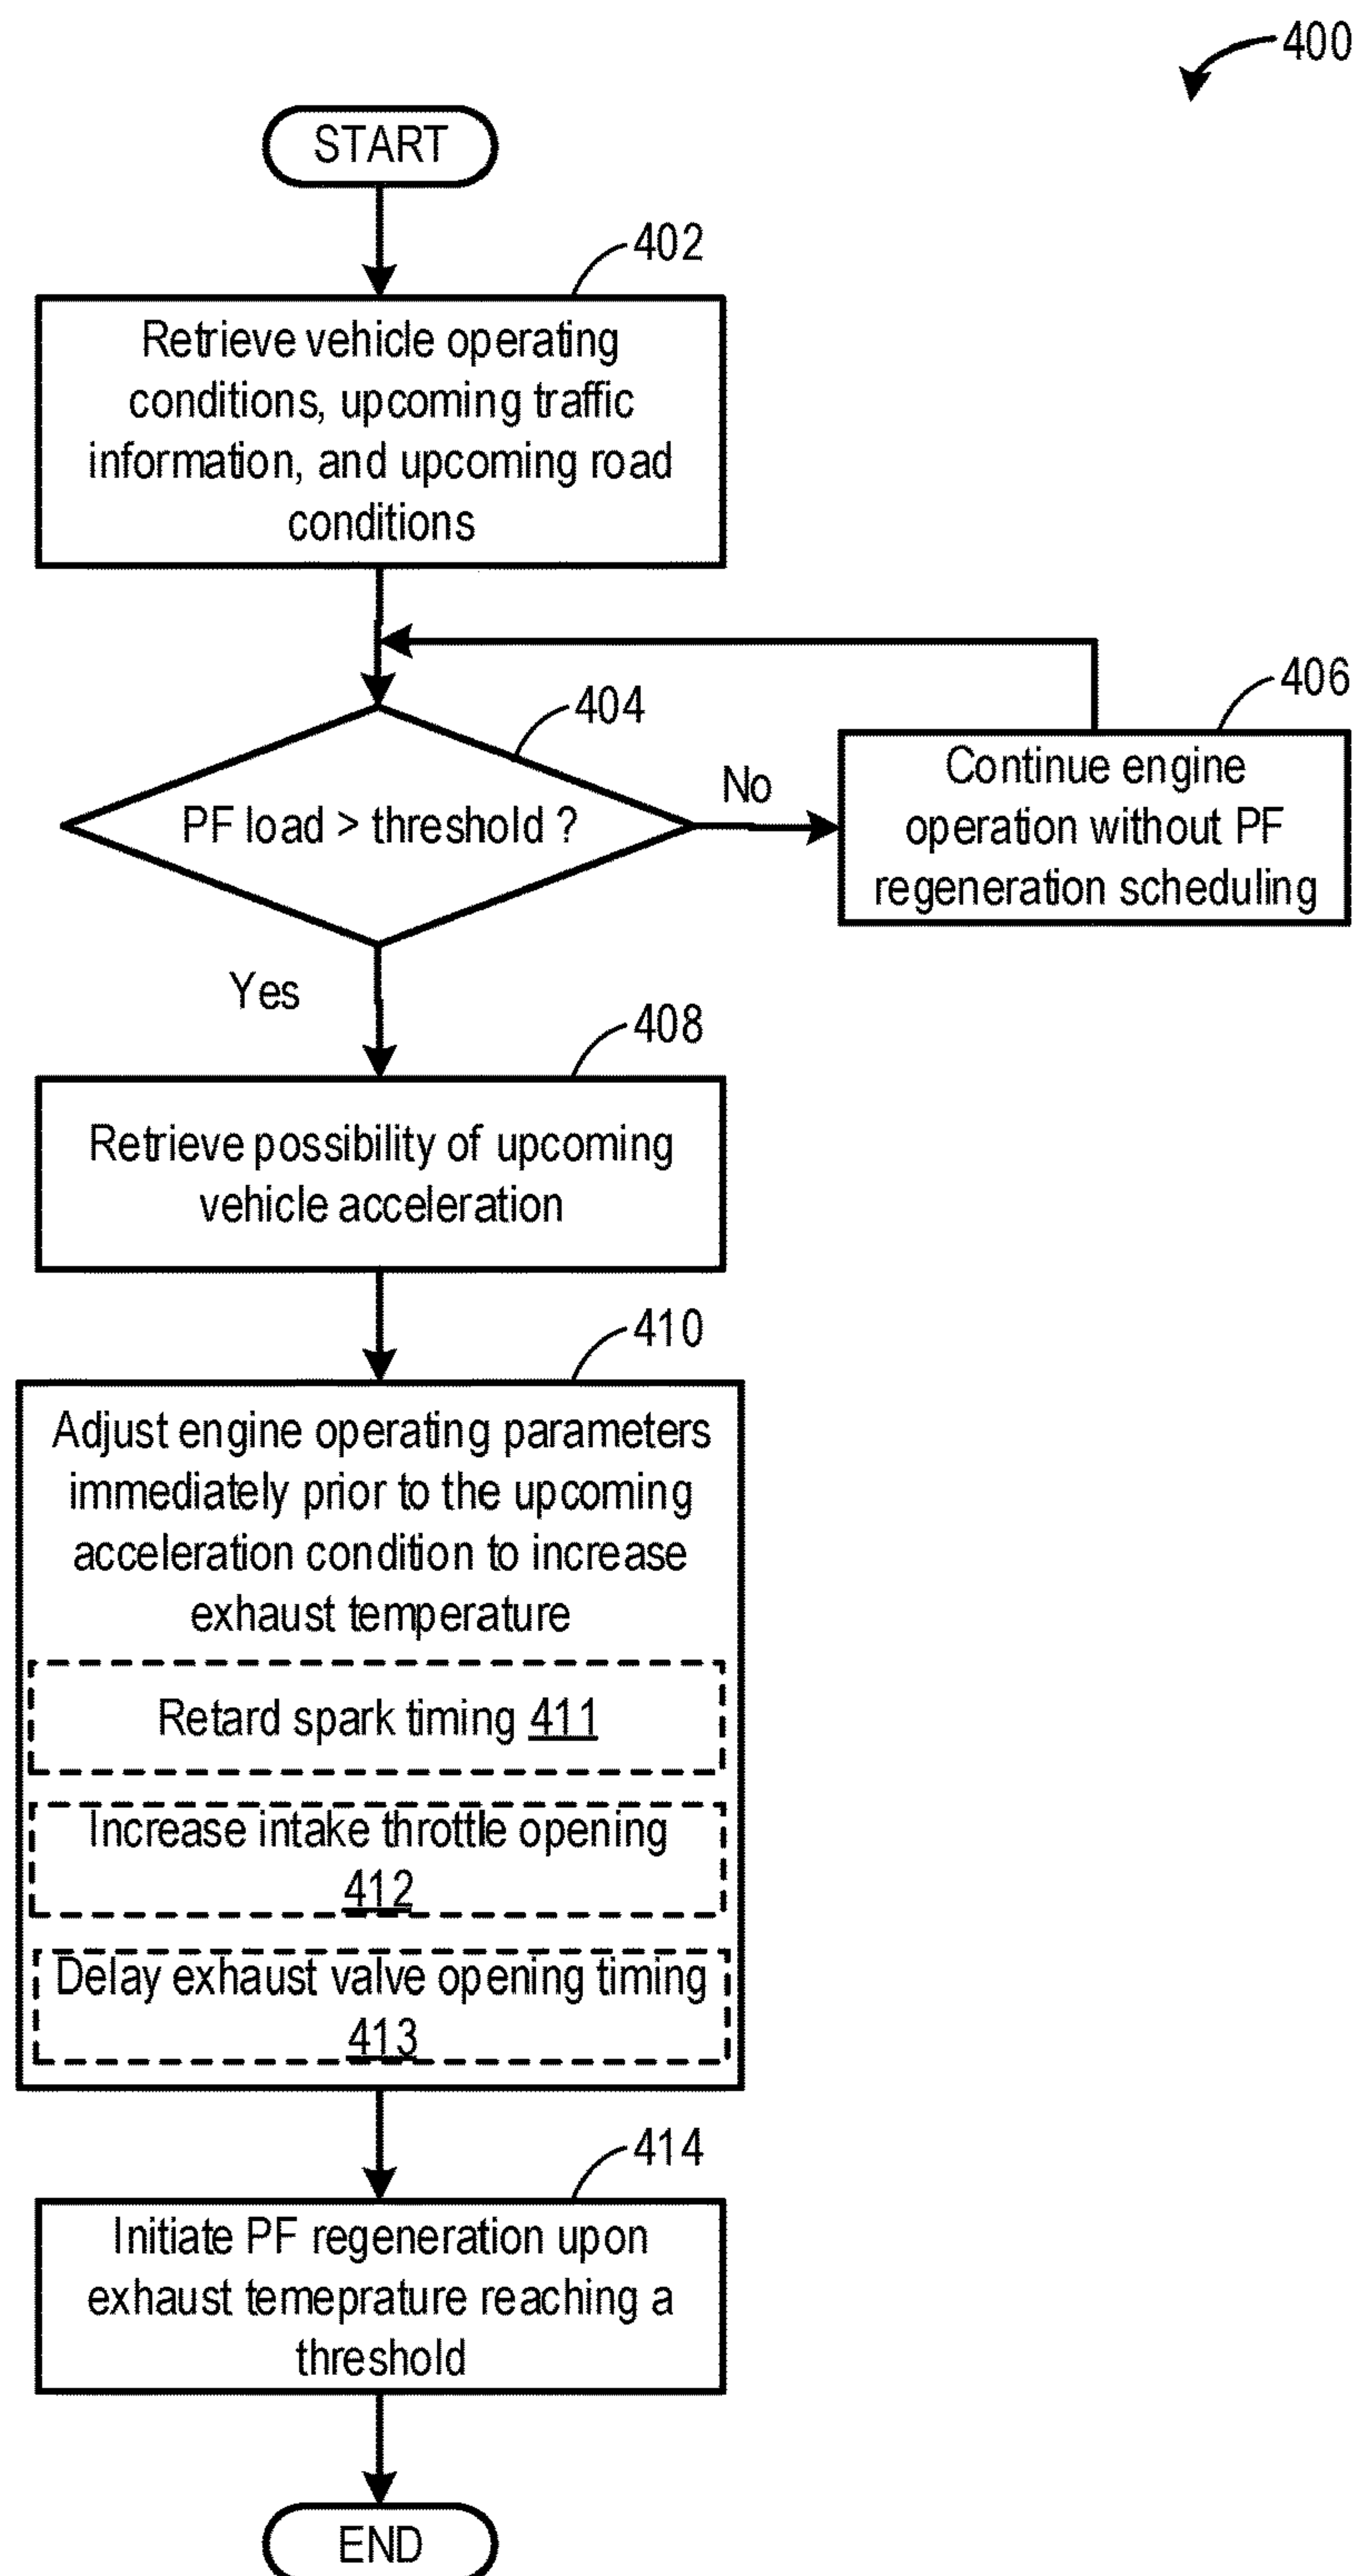 400
START
402
Retrieve vehicle operating
conditions, upcoming traffic
information, and upcoming road
conditions
404
PF load > threshold ?
No
406
Continue engine
operation without PF
regeneration scheduling
Yes
408
Retrieve possibility of upcoming
vehicle acceleration
410
Adjust engine operating parameters
immediately prior to the upcoming
acceleration condition to increase
exhaust temperature
Retard spark timing 411
Increase intake throttle opening
412
Delay exhaust valve opening timing
413
414
Initiate PF regeneration upon
exhaust temeprature reaching a
threshold
END